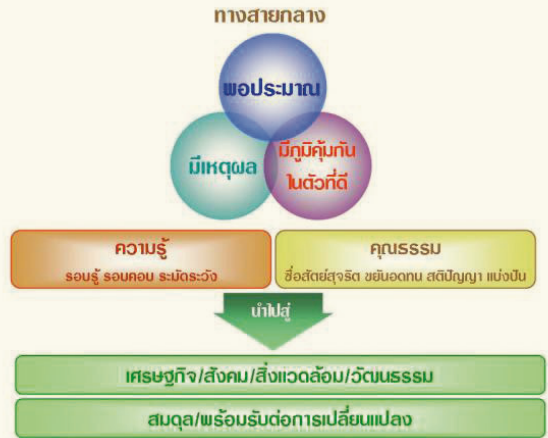 ทางสายกลาง
พอประมาณ
มีเหตุผล
มีภูมิคุ้มกัน
ในตัวที่ดี
ความรู้
รอบรู้ รอบคอบ ระมัดระวัง
คุณธรรม
ซื่อสัตย์สุจริต ขยันอดทน สติปัญญา แบ่งปัน
นำไปสู่
เศรษฐกิจ/สังคม/สิ่งแวดล้อม/วัฒนธรรม
สมดุล/พร้อมรับต่อการเปลี่ยนแปลง